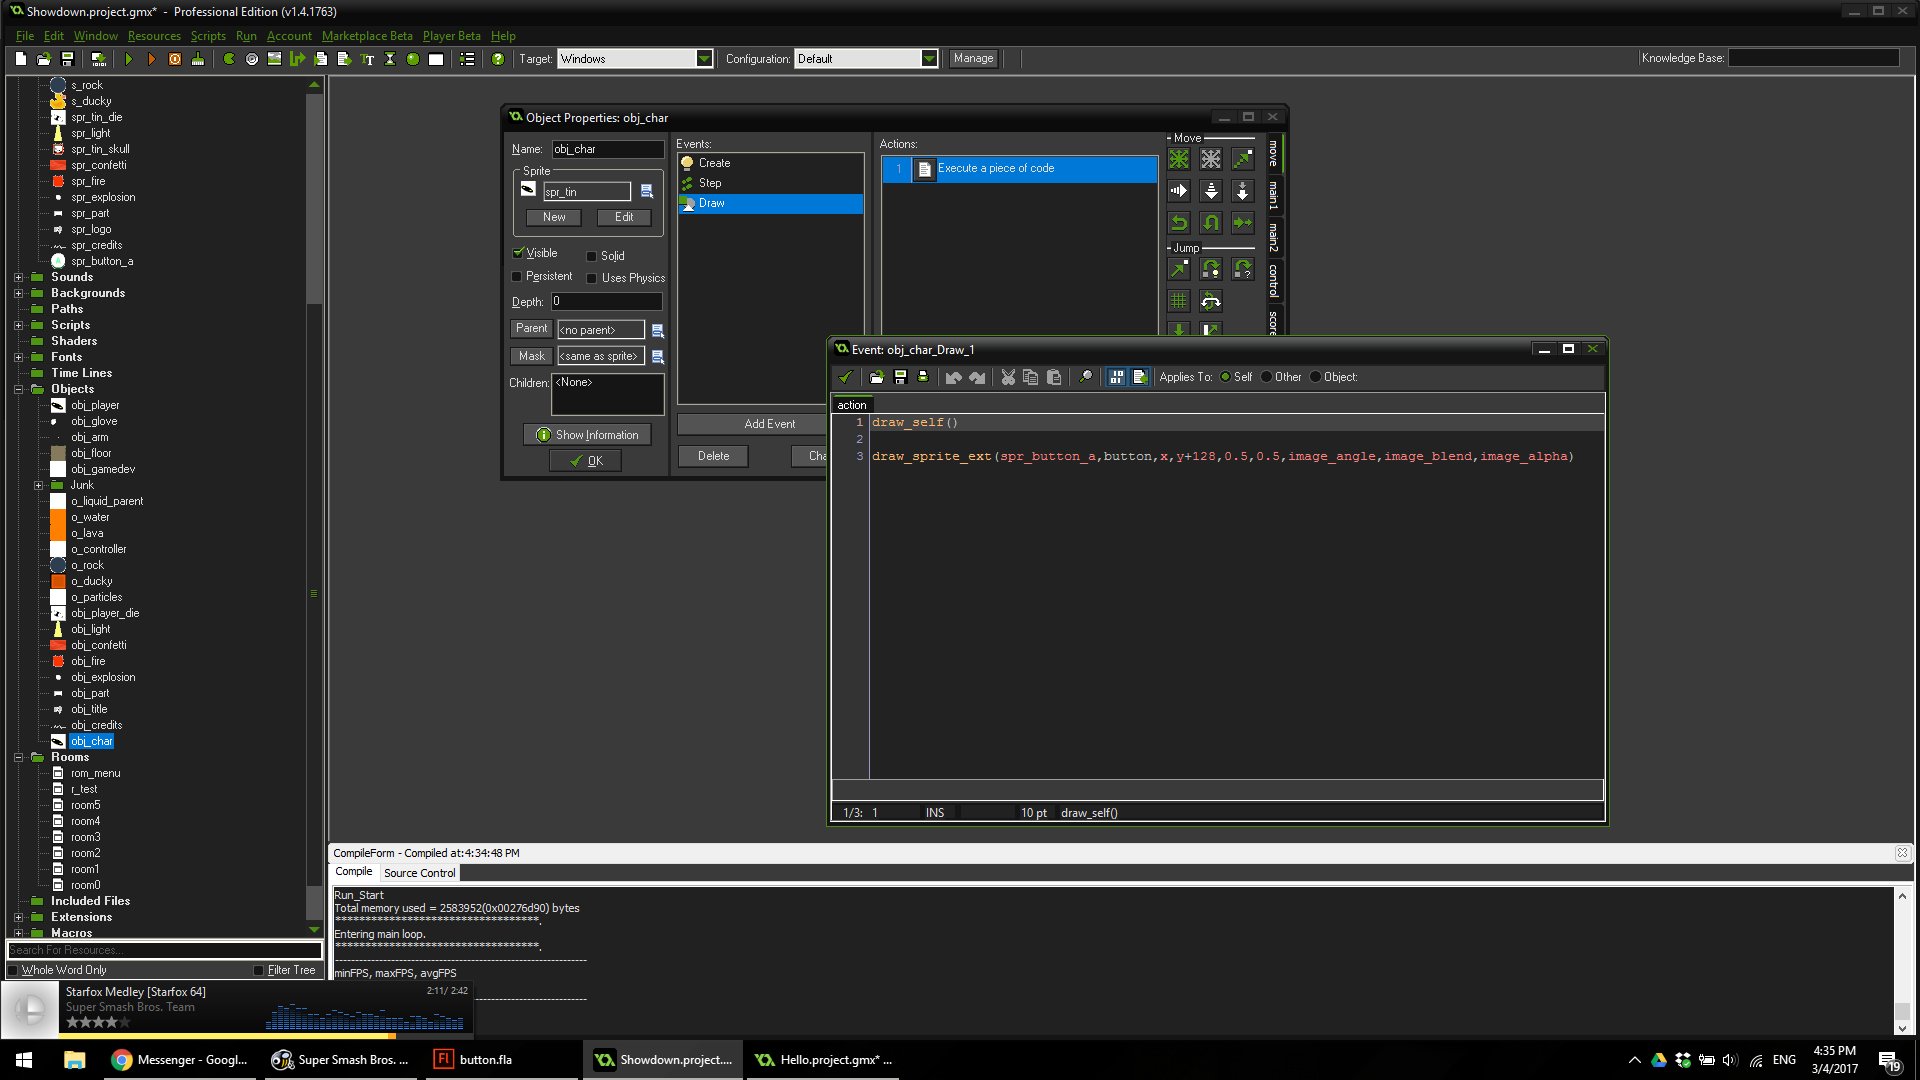 Showdown.project.gmx*  -  Professional Edition (v1.4.1763)
File Edit Window Resources Scripts Run Account Marketplace Beta Player Beta Help
Target: Windows Configuration: Default Manage Knowledge Base:
s_rock
s_ducky
spr_tin_die
spr_light
spr_tin_skull
spr_confetti
spr_fire
spr_explosion
spr_part
spr_logo
spr_credits
spr_button_a
Sounds
Backgrounds
Paths
Scripts
Shaders
Fonts
Time Lines
Objects
obj_player
obj_glove
obj_arm
obj_floor
obj_gamedev
Junk
o_liquid_parent
o_water
o_lava
o_controller
o_rock
o_ducky
o_particles
obj_player_die
obj_light
obj_confetti
obj_fire
obj_explosion
obj_part
obj_title
obj_credits
obj_char
Rooms
rom_menu
r_test
room5
room4
room3
room2
room1
room0
Included Files
Extensions
Macros
Search For Resources...
Whole Word Only Filter Tree
Object Properties: obj_char
Name: obj_char
Sprite
spr_tin
New Edit
Visible Solid
Persistent Uses Physics
Depth: 0
Parent <no parent>
Mask <same as sprite>
Children: <None>
Show Information
OK
Events:
Create
Step
Draw
Add Event
Delete Cha
Actions:
1 Execute a piece of code
Move
Jump
move
main1
main2
control
score
Event: obj_char_Draw_1
Applies To: Self Other Object:
action
1 draw_self()
2
3 draw_sprite_ext(spr_button_a,button,x,y+128,0.5,0.5,image_angle,image_blend,image_alpha)
1/3: 1 INS 10 pt draw_self()
CompileForm - Compiled at:4:34:48 PM
Compile Source Control
Run_Start
Total memory used = 2583952(0x00276d90) bytes
***********************************.
Entering main loop.
***********************************.
minFPS, maxFPS, avgFPS
Starfox Medley [Starfox 64] 2:11/ 2:42
Super Smash Bros. Team
Messenger - Googl...
Super Smash Bros. ...
Fl button.fla
Showdown.project....
Hello.project.gmx* ...
ENG
4:35 PM
3/4/2017
19